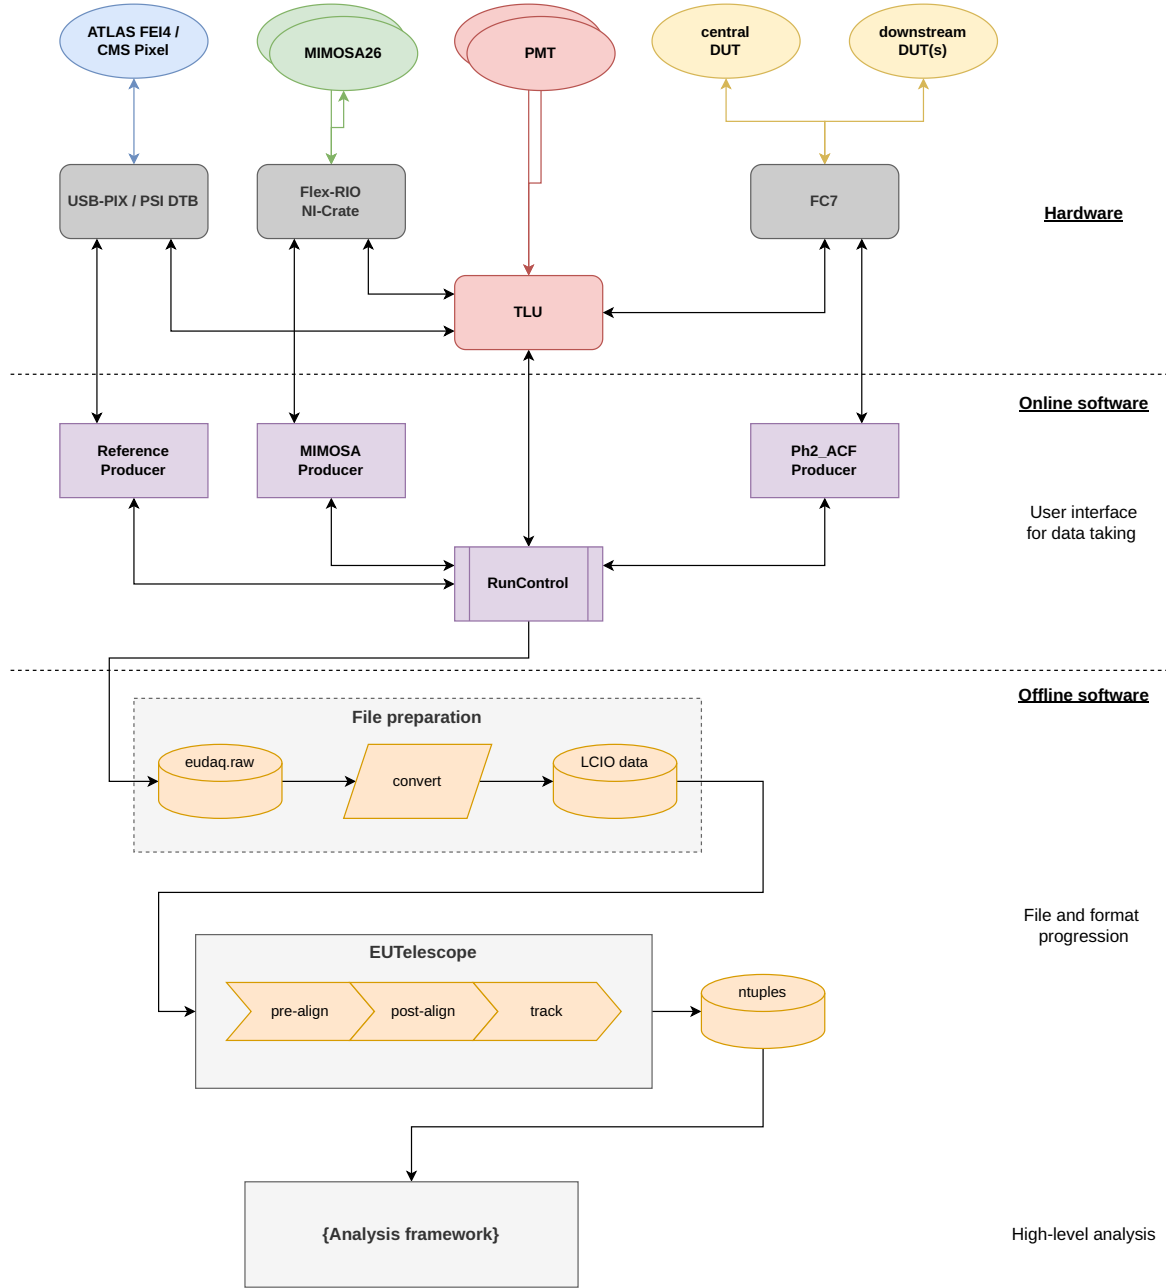 ATLAS FEI4 /
CMS Pixel
MIMOSA26
PMT
central
DUT
downstream
DUT(s)
USB-PIX / PSI DTB
Flex-RIO
NI-Crate
FC7
Hardware
TLU
Online software
Reference
Producer
MIMOSA
Producer
Ph2_ACF
Producer
User interface
for data taking
RunControl
Offline software
File preparation
eudaq.raw
convert
LCIO data
File and format
progression
EUTelescope
pre-align
post-align
track
ntuples
{Analysis framework}
High-level analysis